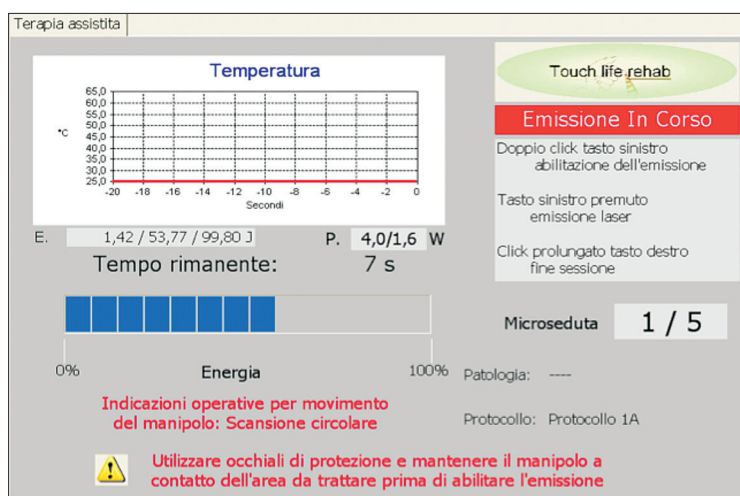 Terapia assistita
Temperatura
65,0
60,0
55,0
50,0
45,0
40,0
35,0
30,0
25,0
°C
-20 -18 -16 -14 -12 -10 -8 -6 -4 -2 0
Secondi
E. 1,42 / 53,77 / 99,80 J P. 4,0/1,6 W
Tempo rimanente: 7 s
0% Energia 100%
Indicazioni operative per movimento
del manipolo: Scansione circolare
Touch life rehab
Emissione In Corso
Doppio click tasto sinistro
abilitazione dell'emissione
Tasto sinistro premuto
emissione laser
Click prolungato tasto destro
fine sessione
Microseduta 1 / 5
Patologia: ----
Protocollo: Protocollo 1A
Utilizzare occhiali di protezione e mantenere il manipolo a
contatto dell'area da trattare prima di abilitare l'emissione